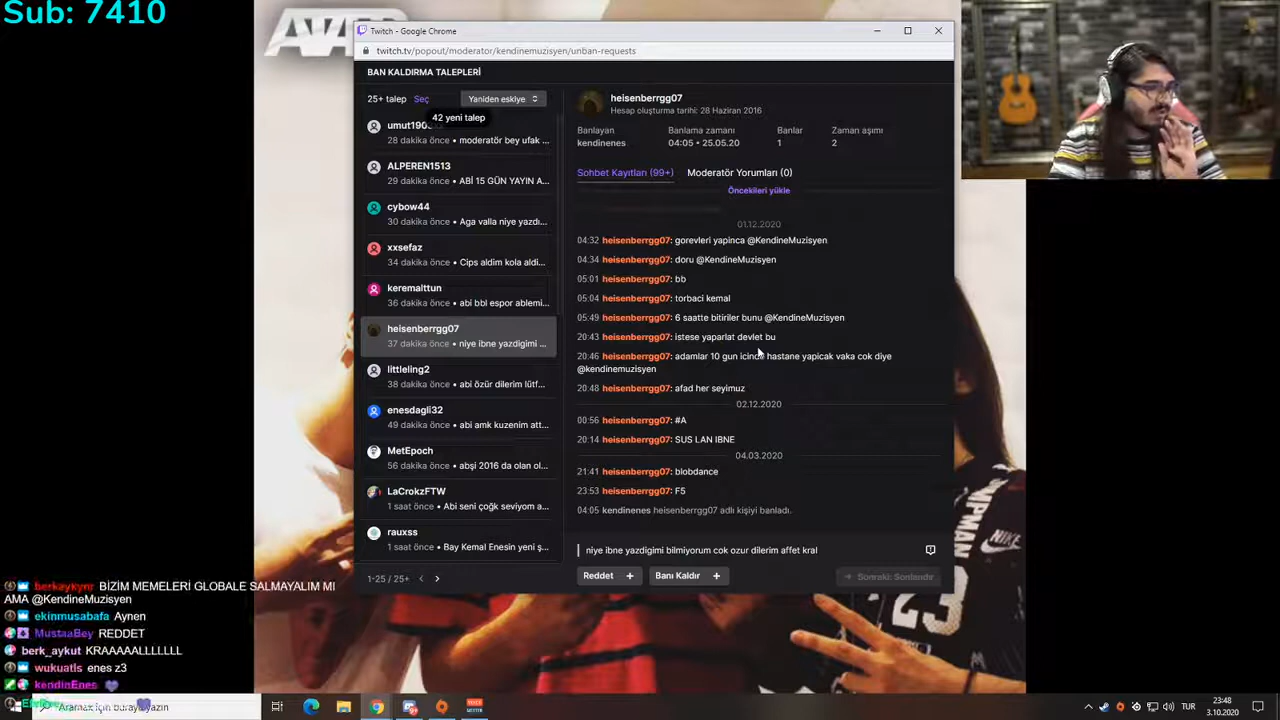 Sub: 7410
Twitch - Google Chrome
twitch.tv/popout/moderator/kendinemuzisyen/unban-requests
BAN KALDIRMA TALEPLERİ
25+ talep Seç
Yeniden eskiye
42 yeni talep
28 dakika önce • moderatör bey ufak ...
ALPEREN1513
29 dakika önce • ABİ 15 GÜN YAYIN A...
cybow44
30 dakika önce • Aga valla niye yazdı...
xxsefaz
34 dakika önce • Cips aldim kola aldi...
keremalttun
36 dakika önce • abi bbl espor ablemi...
heisenberrgg07
37 dakika önce • niye ibne yazdigimi ...
littleling2
38 dakika önce • abi özür dilerim lütf...
enesdagli32
49 dakika önce • abi amk kuzenim att...
MetEpoch
56 dakika önce • abşi 2016 da olan ol...
LaCrokzFTW
1 saat önce • Abi seni çoğk seviyom a...
rauxss
1 saat önce • Bay Kemal Enesin yeni ş...
1-25 / 25+
heisenberrgg07
Hesap oluşturma tarihi: 28 Haziran 2016
Banlayan Banlama zamanı Banlar Zaman aşımı
kendinenes 04:05 • 25.05.20 1 2
Sohbet Kayıtları (99+) Moderatör Yorumları (0)
Öncekileri yükle
01.12.2020
04:32 heisenberrgg07: gorevleri yapinca @KendineMuzisyen
04:34 heisenberrgg07: doru @KendineMuzisyen
05:01 heisenberrgg07: bb
05:04 heisenberrgg07: torbaci kemal
05:49 heisenberrgg07: 6 saatte bitiriler bunu @KendineMuzisyen
20:43 heisenberrgg07: istese yaparlat devlet bu
20:46 heisenberrgg07: adamlar 10 gun icinde hastane yapicak vaka cok diye
@kendinemuzisyen
20:48 heisenberrgg07: afad her seyimuz
02.12.2020
00:56 heisenberrgg07: #A
20:14 heisenberrgg07: SUS LAN IBNE
04.03.2020
21:41 heisenberrgg07: blobdance
23:53 heisenberrgg07: F5
04:05 kendinenes heisenberrgg07 adlı kişiyi banladı.
niye ibne yazdigimi bilmiyorum cok ozur dilerim affet kral
Reddet + Banı Kaldır +
Sonraki: Sonlandır
berkaykynr BİZİM MEMELERİ GLOBALE SALMAYALIM MI
AMA @KendineMuzisyen
ekinmusabafa Aynen
MustaaBey REDDET
berk_aykut KRAAAAALLLLLLL
wukuatls enes z3
kendinEnes
Aramak için buraya yazın
NIKE
23
TUR
23:48
3.10.2020